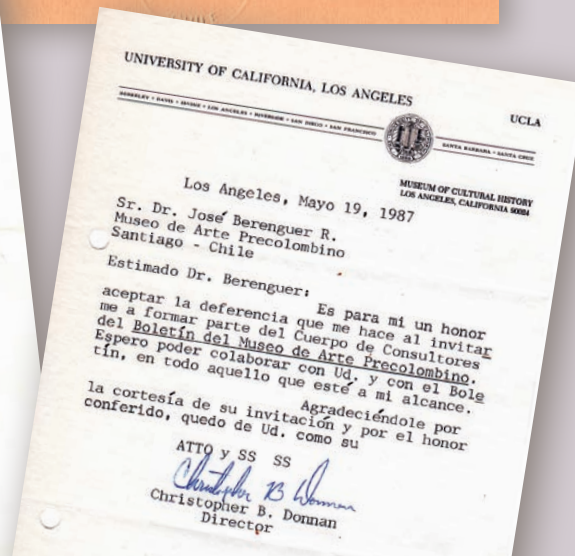 UNIVERSITY OF CALIFORNIA, LOS ANGELES
UCLA
BERKELEY • DAVIS • IRVINE • LOS ANGELES • RIVERSIDE • SAN DIEGO • SAN FRANCISCO
SANTA BARBARA • SANTA CRUZ
MUSEUM OF CULTURAL HISTORY
LOS ANGELES, CALIFORNIA 90024
Los Angeles, Mayo 19, 1987
Sr. Dr. José Berenguer R.
Museo de Arte Precolombino
Santiago - Chile
Estimado Dr. Berenguer:
Es para mi un honor
aceptar la deferencia que me hace al invitar
me a formar parte del Cuerpo de Consultores
del Boletín del Museo de Arte Precolombino.
Espero poder colaborar con Ud. y con el Bole
tín, en todo aquello que esté a mi alcance.
Agradeciéndole por
la cortesía de su invitación y por el honor
conferido, quedo de Ud. como su
ATTO y SS SS
Christopher B Donnan
Christopher B. Donnan
Director